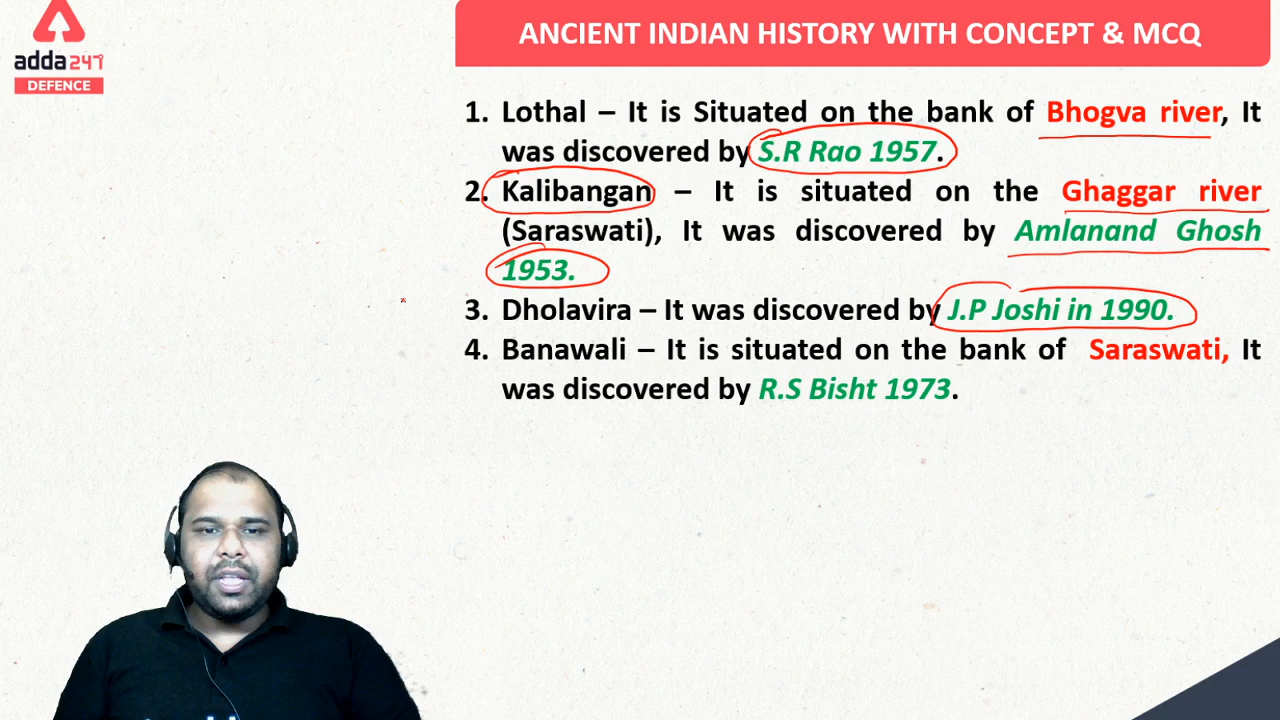 adda247
DEFENCE
ANCIENT INDIAN HISTORY WITH CONCEPT & MCQ
1. Lothal – It is Situated on the bank of Bhogva river, It
was discovered by S.R Rao 1957.
2. Kalibangan – It is situated on the Ghaggar river
(Saraswati), It was discovered by Amlanand Ghosh
1953.
3. Dholavira – It was discovered by J.P Joshi in 1990.
4. Banawali – It is situated on the bank of Saraswati, It
was discovered by R.S Bisht 1973.